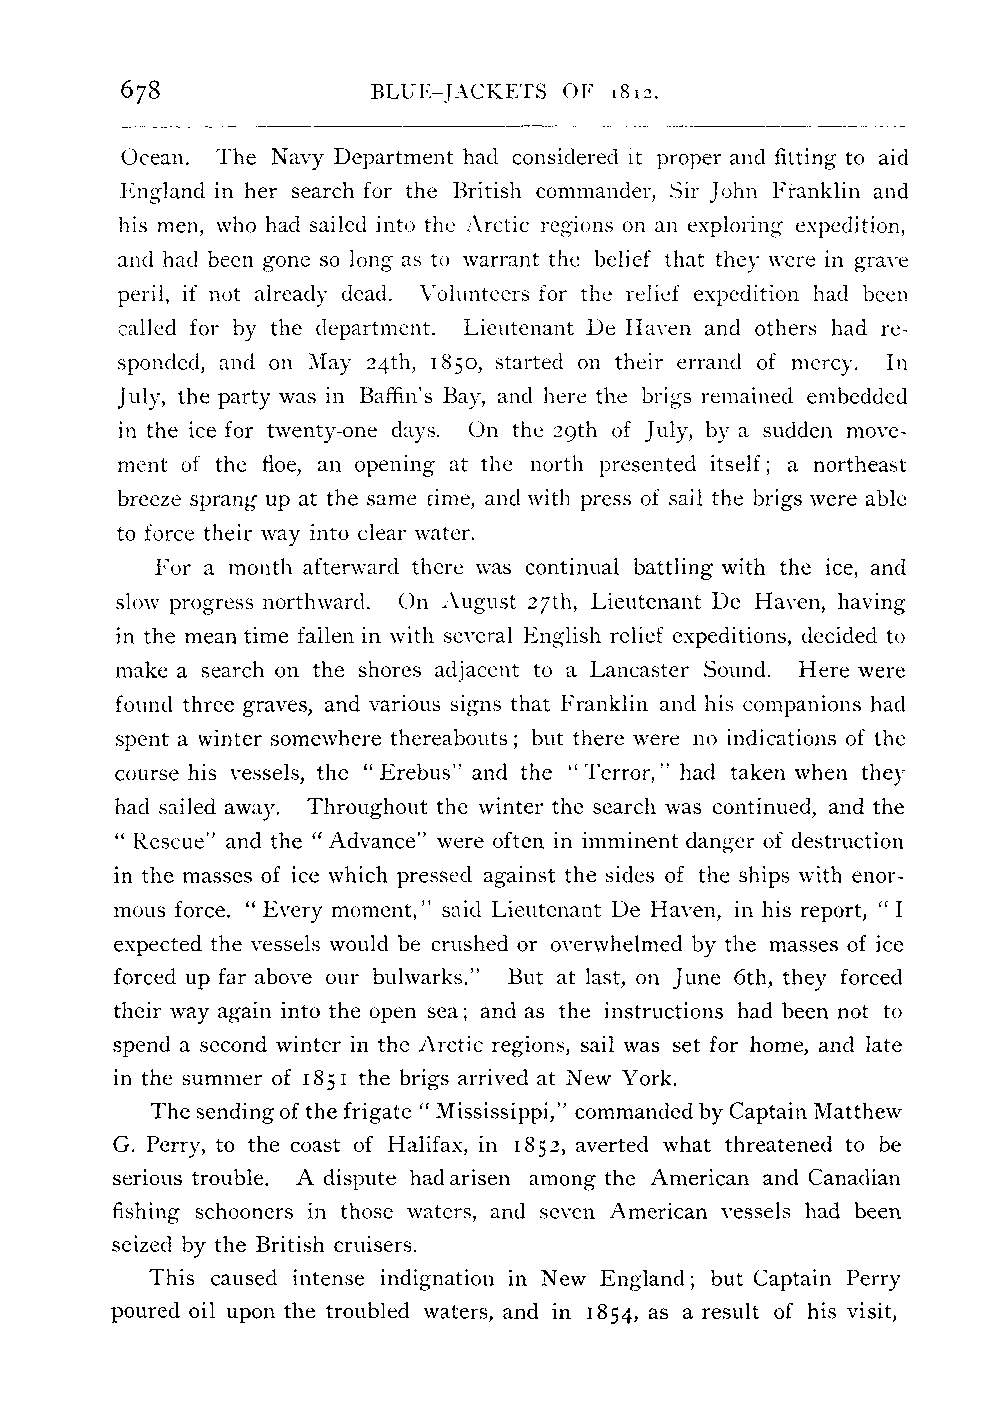 678 BLUE-JACKETS OF 1812.
Ocean. The Navy Department had considered it proper and fitting to aid
England in her search for the British commander, Sir John Franklin and
his men, who had sailed into the Arctic regions on an exploring expedition,
and had been gone so long as to warrant the belief that they were in grave
peril, if not already dead. Volunteers for the relief expedition had been
called for by the department. Lieutenant De Haven and others had re-
sponded, and on May 24th, 1850, started on their errand of mercy. In
July, the party was in Baffin's Bay, and here the brigs remained embedded
in the ice for twenty-one days. On the 29th of July, by a sudden move-
ment of the floe, an opening at the north presented itself; a northeast
breeze sprang up at the same time, and with press of sail the brigs were able
to force their way into clear water.
For a month afterward there was continual battling with the ice, and
slow progress northward. On August 27th, Lieutenant De Haven, having
in the mean time fallen in with several English relief expeditions, decided to
make a search on the shores adjacent to a Lancaster Sound. Here were
found three graves, and various signs that Franklin and his companions had
spent a winter somewhere thereabouts; but there were no indications of the
course his vessels, the "Erebus" and the "Terror," had taken when they
had sailed away. Throughout the winter the search was continued, and the
"Rescue" and the "Advance" were often in imminent danger of destruction
in the masses of ice which pressed against the sides of the ships with enor-
mous force. "Every moment," said Lieutenant De Haven, in his report, "I
expected the vessels would be crushed or overwhelmed by the masses of ice
forced up far above our bulwarks." But at last, on June 6th, they forced
their way again into the open sea; and as the instructions had been not to
spend a second winter in the Arctic regions, sail was set for home, and late
in the summer of 1851 the brigs arrived at New York.
The sending of the frigate "Mississippi," commanded by Captain Matthew
G. Perry, to the coast of Halifax, in 1852, averted what threatened to be
serious trouble. A dispute had arisen among the American and Canadian
fishing schooners in those waters, and seven American vessels had been
seized by the British cruisers.
This caused intense indignation in New England; but Captain Perry
poured oil upon the troubled waters, and in 1854, as a result of his visit,